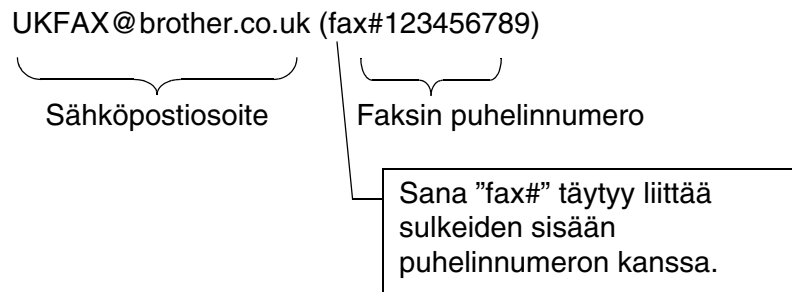 UKFAX@brother.co.uk (fax#123456789)
Sähköpostiosoite
Faksin puhelinnumero
Sana ”fax#” täytyy liittää
sulkeiden sisään
puhelinnumeron kanssa.